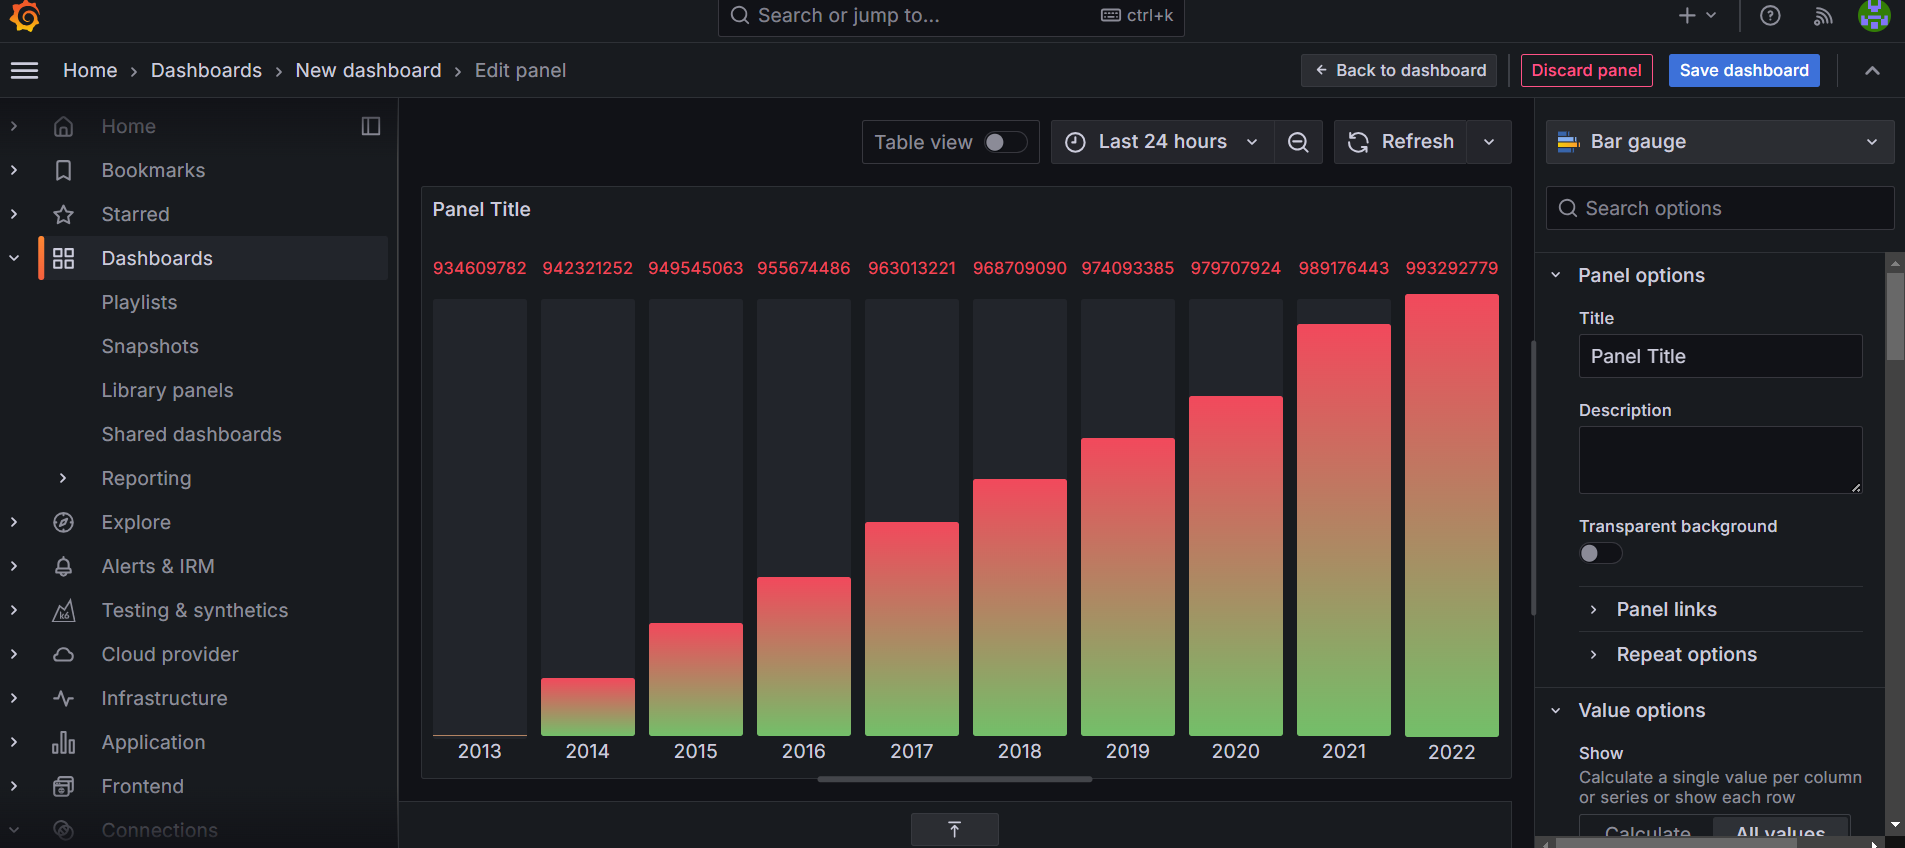 Search or jump to... ctrl+k
Home › Dashboards › New dashboard › Edit panel
← Back to dashboard
Discard panel
Save dashboard
Home
Bookmarks
Starred
Dashboards
Playlists
Snapshots
Library panels
Shared dashboards
Reporting
Explore
Alerts & IRM
k6
Testing & synthetics
Cloud provider
Infrastructure
Application
Frontend
Connections
Table view
Last 24 hours
Refresh
Panel Title
934609782 942321252 949545063 955674486 963013221 968709090 974093385 979707924 989176443 993292779
2013 2014 2015 2016 2017 2018 2019 2020 2021 2022
Bar gauge
Search options
Panel options
Title
Panel Title
Description
Transparent background
Panel links
Repeat options
Value options
Show
Calculate a single value per column
or series or show each row
Calculate All values